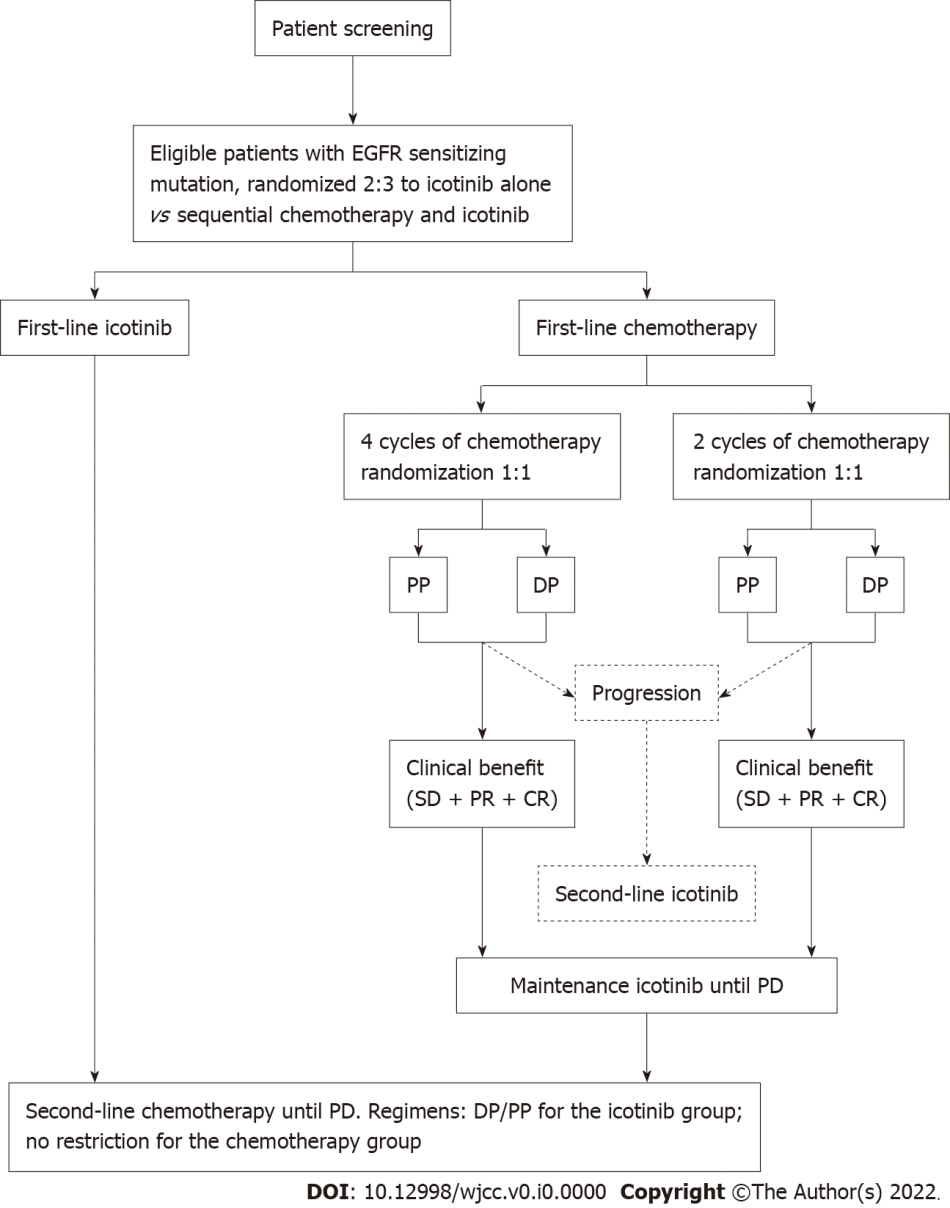 Patient screening
Eligible patients with EGFR sensitizing
mutation, randomized 2:3 to icotinib alone
vs sequential chemotherapy and icotinib
First-line icotinib
First-line chemotherapy
4 cycles of chemotherapy
randomization 1:1
2 cycles of chemotherapy
randomization 1:1
PP
DP
PP
DP
Progression
Clinical benefit
(SD + PR + CR)
Clinical benefit
(SD + PR + CR)
Second-line icotinib
Maintenance icotinib until PD
Second-line chemotherapy until PD. Regimens: DP/PP for the icotinib group;
no restriction for the chemotherapy group
DOI: 10.12998/wjcc.v0.i0.0000 Copyright ©The Author(s) 2022.